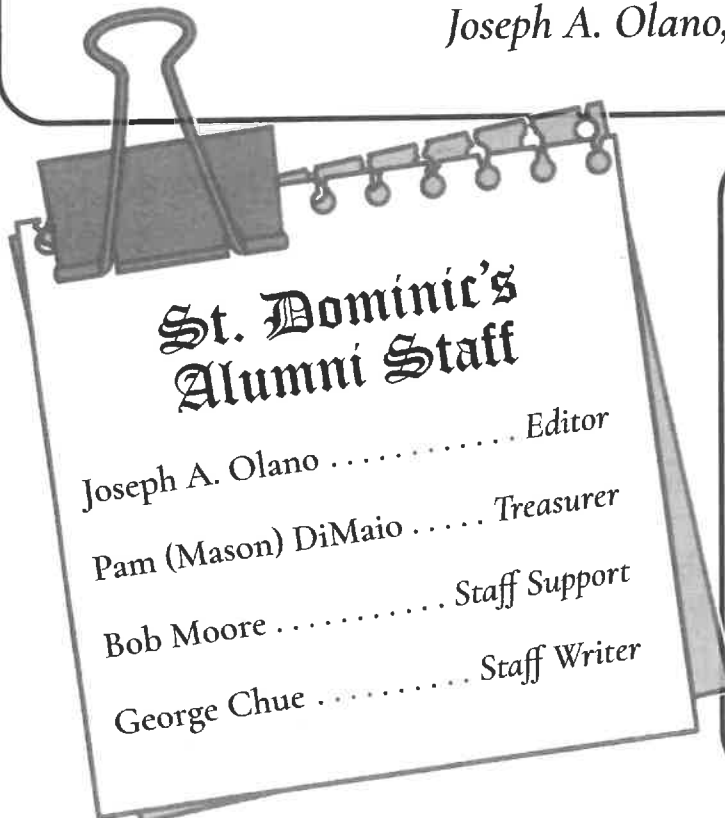 Joseph A. Olano,
St. Dominic's
Alumni Staff
Joseph A. Olano . . . . . . . . . . . . Editor
Pam (Mason) DiMaio . . . . . Treasurer
Bob Moore . . . . . . . . . . . Staff Support
George Chue . . . . . . . . . . Staff Writer